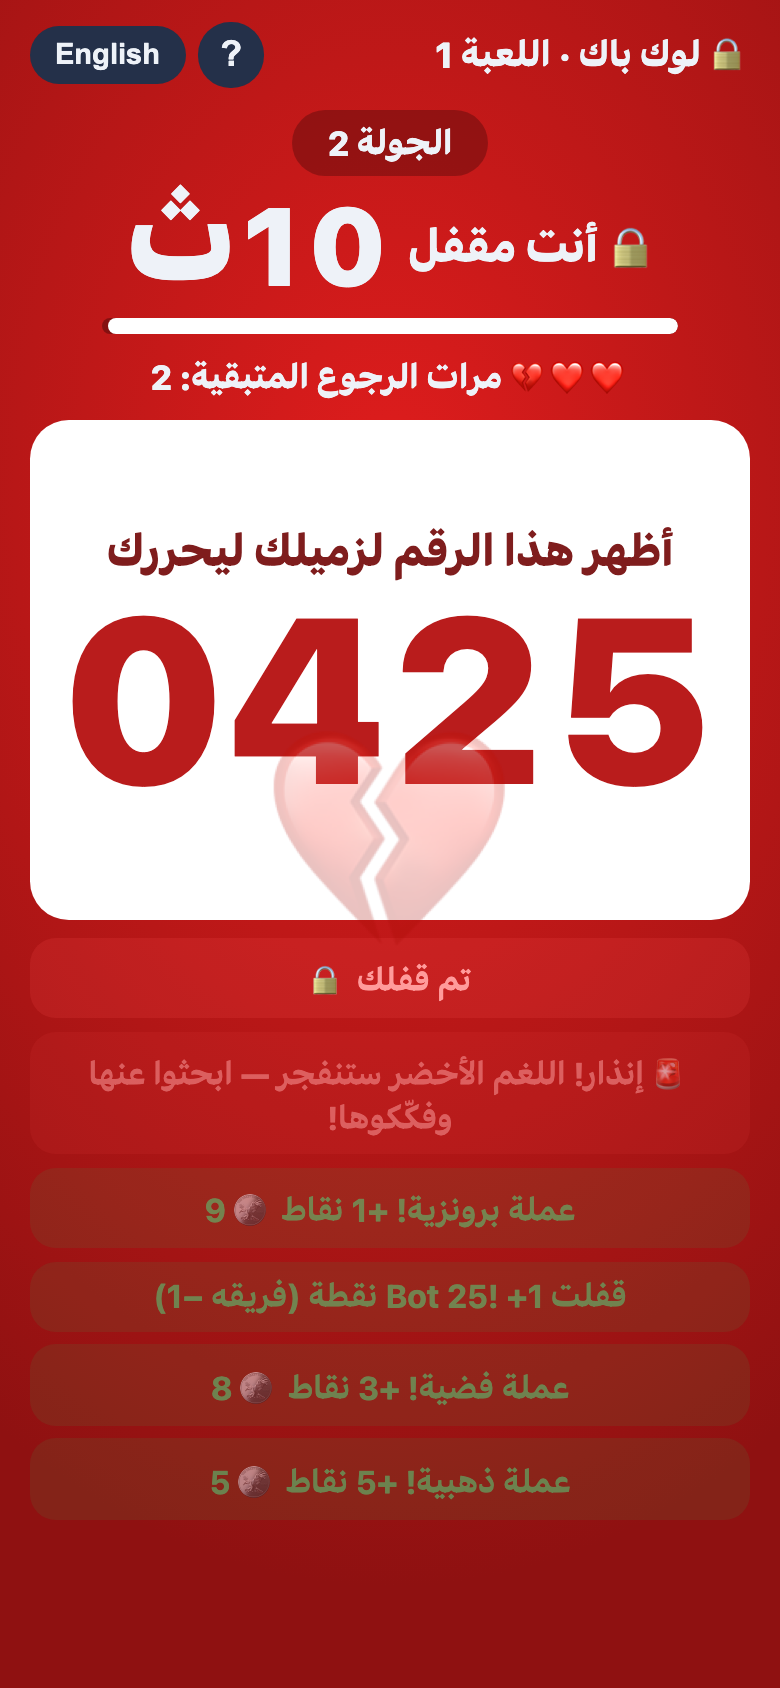 🔒 لوك باك · اللعبة 1
?
English
الجولة 2
🔒 أنت مقفل 10ث
❤️❤️💔 مرات الرجوع المتبقية: 2
أظهر هذا الرقم لزميلك ليحررك
0425
تم قفلك 🔒
🚨 إنذار! اللغم الأخضر ستنفجر — ابحثوا عنها
وفكّكوها!
عملة برونزية! +1 نقاط 🪙 9
قفلت Bot 25! +1 نقطة (فريقه −1)
عملة فضية! +3 نقاط 🪙 8
عملة ذهبية! +5 نقاط 🪙 5